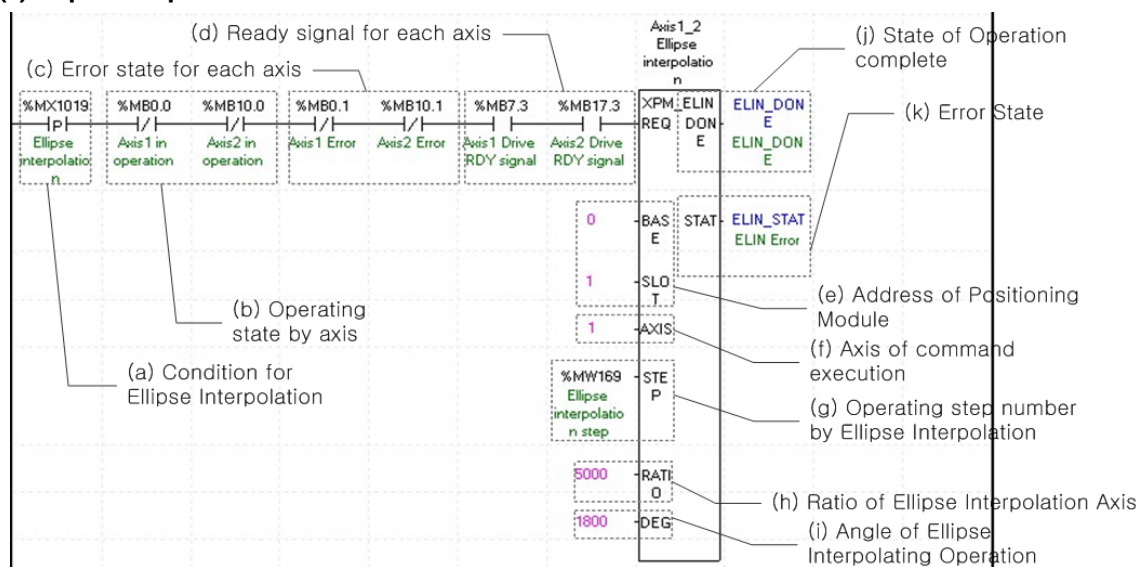 (d) Ready signal for each axis
Axis1_2
Ellipse
interpolatio
n
(j) State of Operation
complete
(c) Error state for each axis
%MX1019
%MB0.0
%MB10.0
%MB0.1
%MB10.1
%MB7.3
%MB17.3
XPM_ELIN
ELIN_DON
E
P
REQ
DON
E
ELIN_DON
E
(k) Error State
Ellipse
interpolatio
n
Axis1 in
operation
Axis2 in
operation
Axis1 Error
Axis2 Error
Axis1 Drive
RDY signal
Axis2 Drive
RDY signal
0
BAS
E
STAT
ELIN_STAT
ELIN Error
1
SLO
T
(e) Address of Positioning
Module
(b) Operating
state by axis
1
AXIS
(f) Axis of command
execution
(a) Condition for
Ellipse Interpolation
%MW169
Ellipse
interpolatio
n step
STE
P
(g) Operating step number
by Ellipse Interpolation
5000
RATI
O
(h) Ratio of Ellipse Interpolation Axis
1800
DEG
(i) Angle of Ellipse
Interpolating Operation